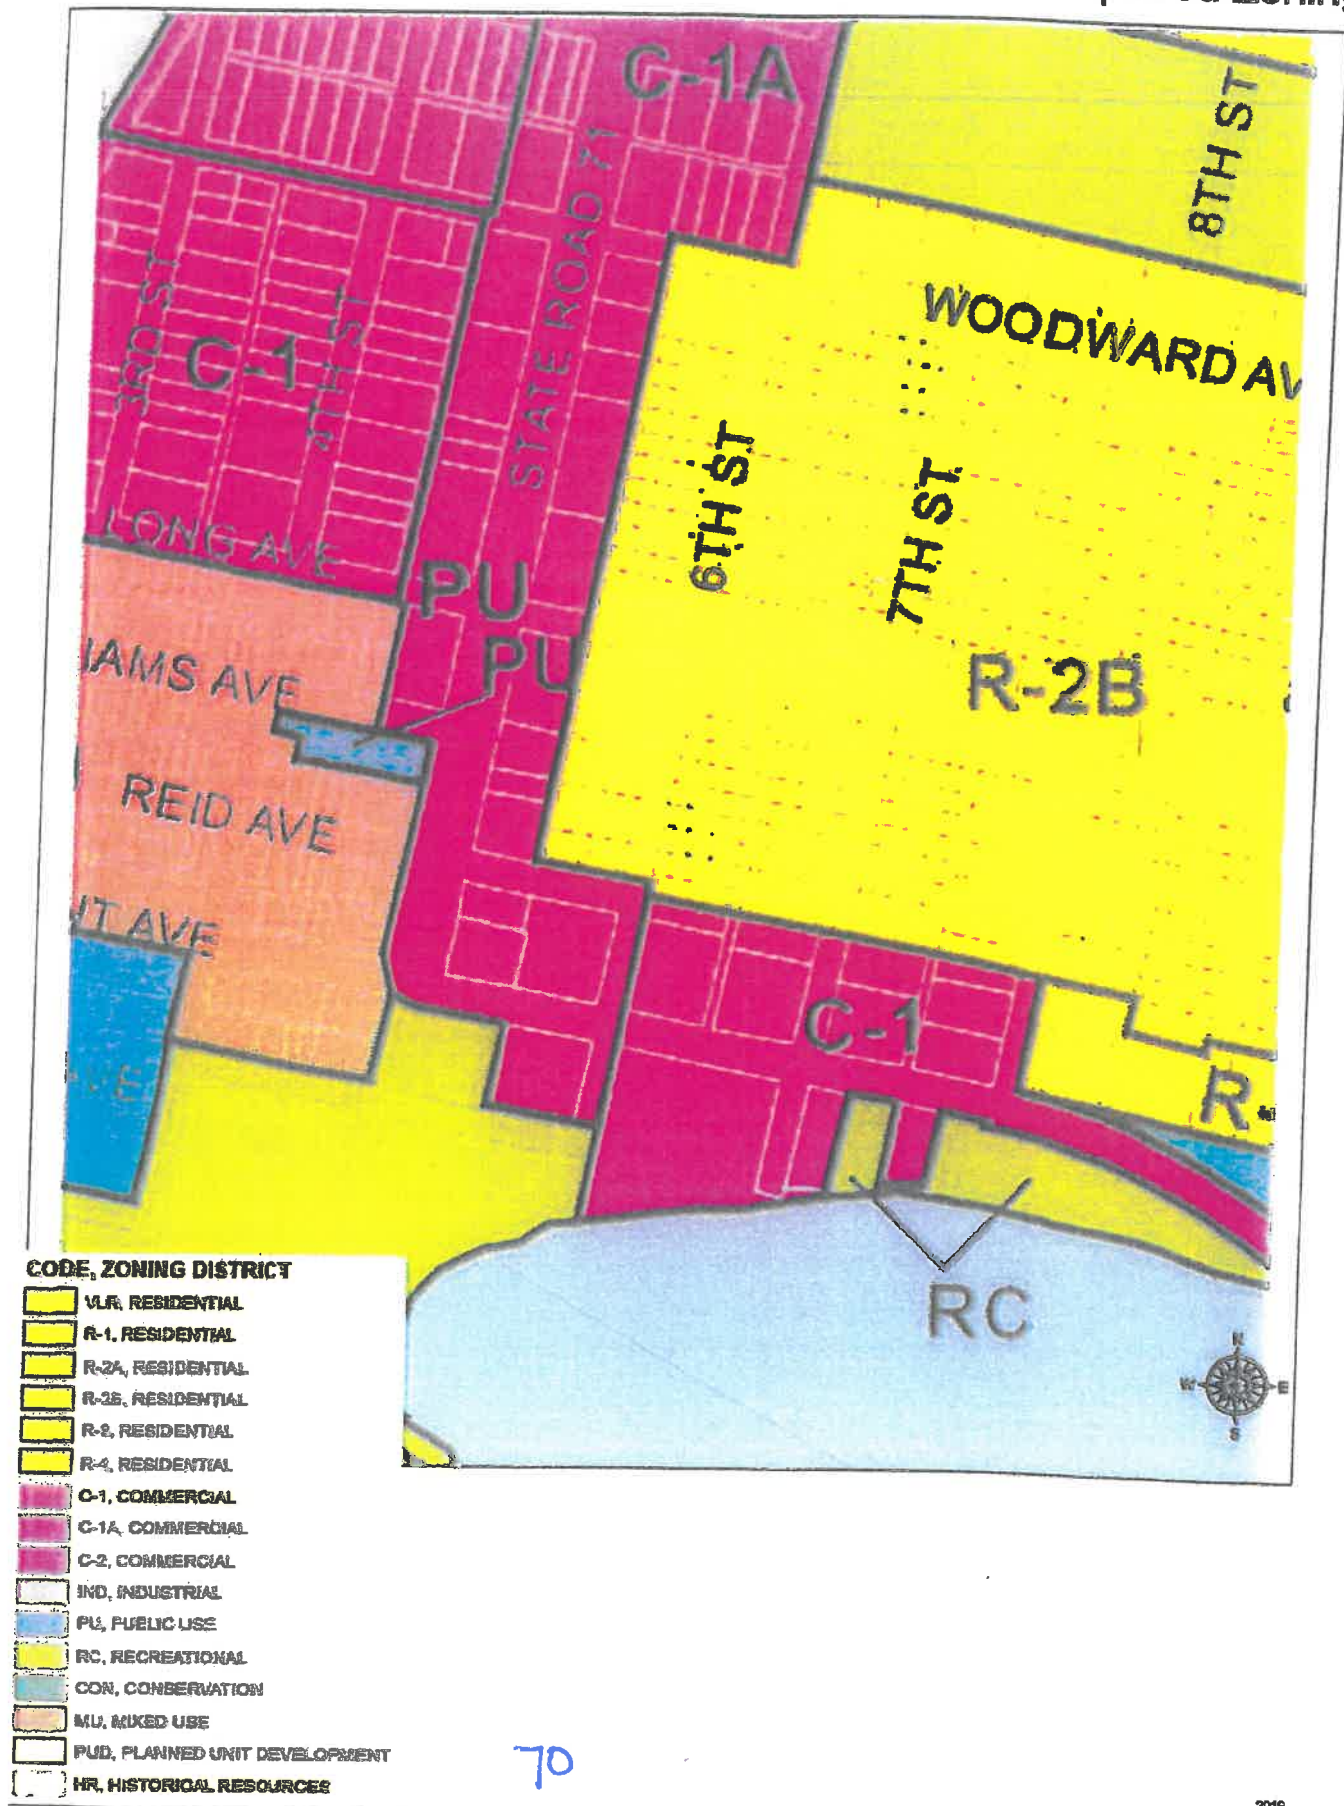 C-1A
STATE ROAD 71
8TH ST
WOODWARD AV
3RD ST
C-1
4TH ST
6TH ST
7TH ST
LONG AVE
PU
PU
IAMS AVE
R-2B
REID AVE
NT AVE
C-1
R
RC
N
W
E
S
CODE, ZONING DISTRICT
VLR, RESIDENTIAL
R-1, RESIDENTIAL
R-2A, RESIDENTIAL
R-2B, RESIDENTIAL
R-2, RESIDENTIAL
R-4, RESIDENTIAL
C-1, COMMERCIAL
C-1A, COMMERCIAL
C-2, COMMERCIAL
IND, INDUSTRIAL
PU, PUBLIC USE
RC, RECREATIONAL
CON, CONSERVATION
MU, MIXED USE
PUD, PLANNED UNIT DEVELOPMENT
HR, HISTORICAL RESOURCES
70